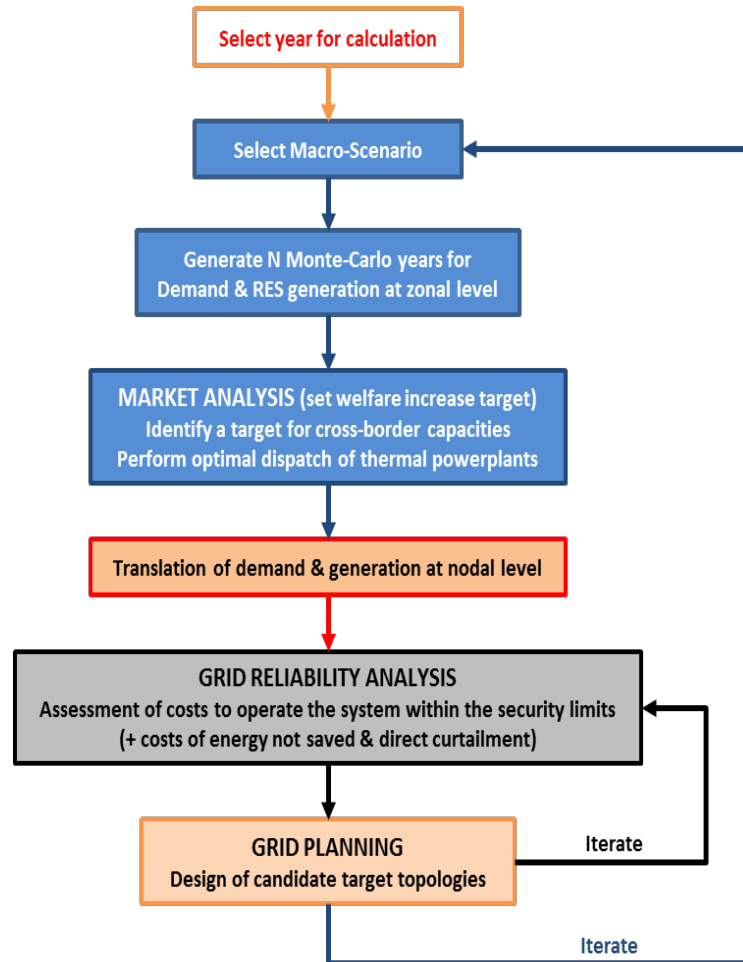 Select year for calculation
Select Macro-Scenario
Generate N Monte-Carlo years for
Demand & RES generation at zonal level
MARKET ANALYSIS (set welfare increase target)
Identify a target for cross-border capacities
Perform optimal dispatch of thermal powerplants
Translation of demand & generation at nodal level
GRID RELIABILITY ANALYSIS
Assessment of costs to operate the system within the security limits
(+ costs of energy not saved & direct curtailment)
GRID PLANNING
Design of candidate target topologies
Iterate
Iterate